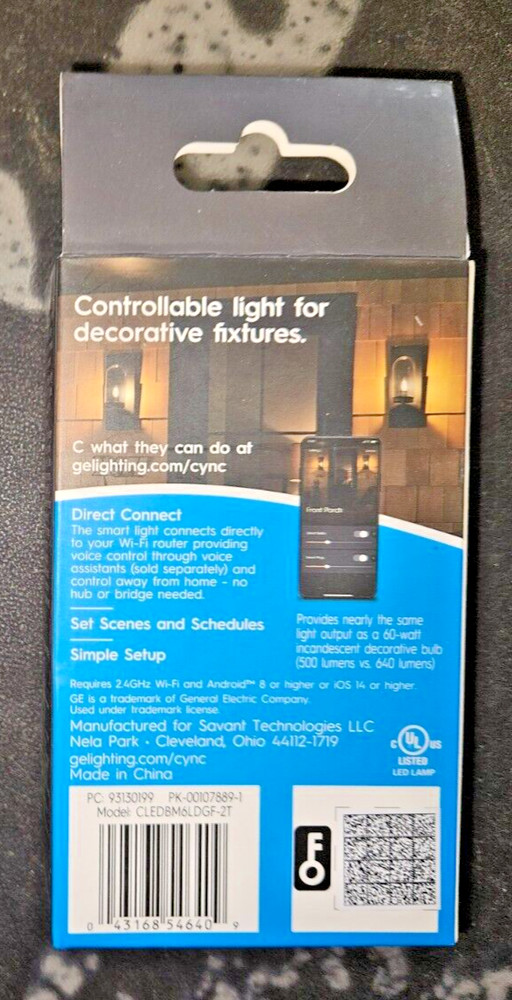 Controllable light for
decorative fixtures.
C what they can do at
gelighting.com/cync
Front Porch
Direct Connect
The smart light connects directly
to your Wi-Fi router providing
voice control through voice
assistants (sold separately) and
control away from home - no
hub or bridge needed.
Set Scenes and Schedules
Simple Setup
Provides nearly the same
light output as a 60-watt
incandescent decorative bulb
(500 lumens vs. 640 lumens)
Requires 2.4GHz Wi-Fi and Android™ 8 or higher or iOS 14 or higher.
GE is a trademark of General Electric Company.
Used under trademark license.
Manufactured for Savant Technologies LLC
Nela Park • Cleveland, Ohio 44112-1719
gelighting.com/cync
Made in China
C UL US
LISTED
LED LAMP
PC: 93130199 PK-00107889-1
Model: CLEDBM6LDGF-2T
0 43168 54640 9
FO